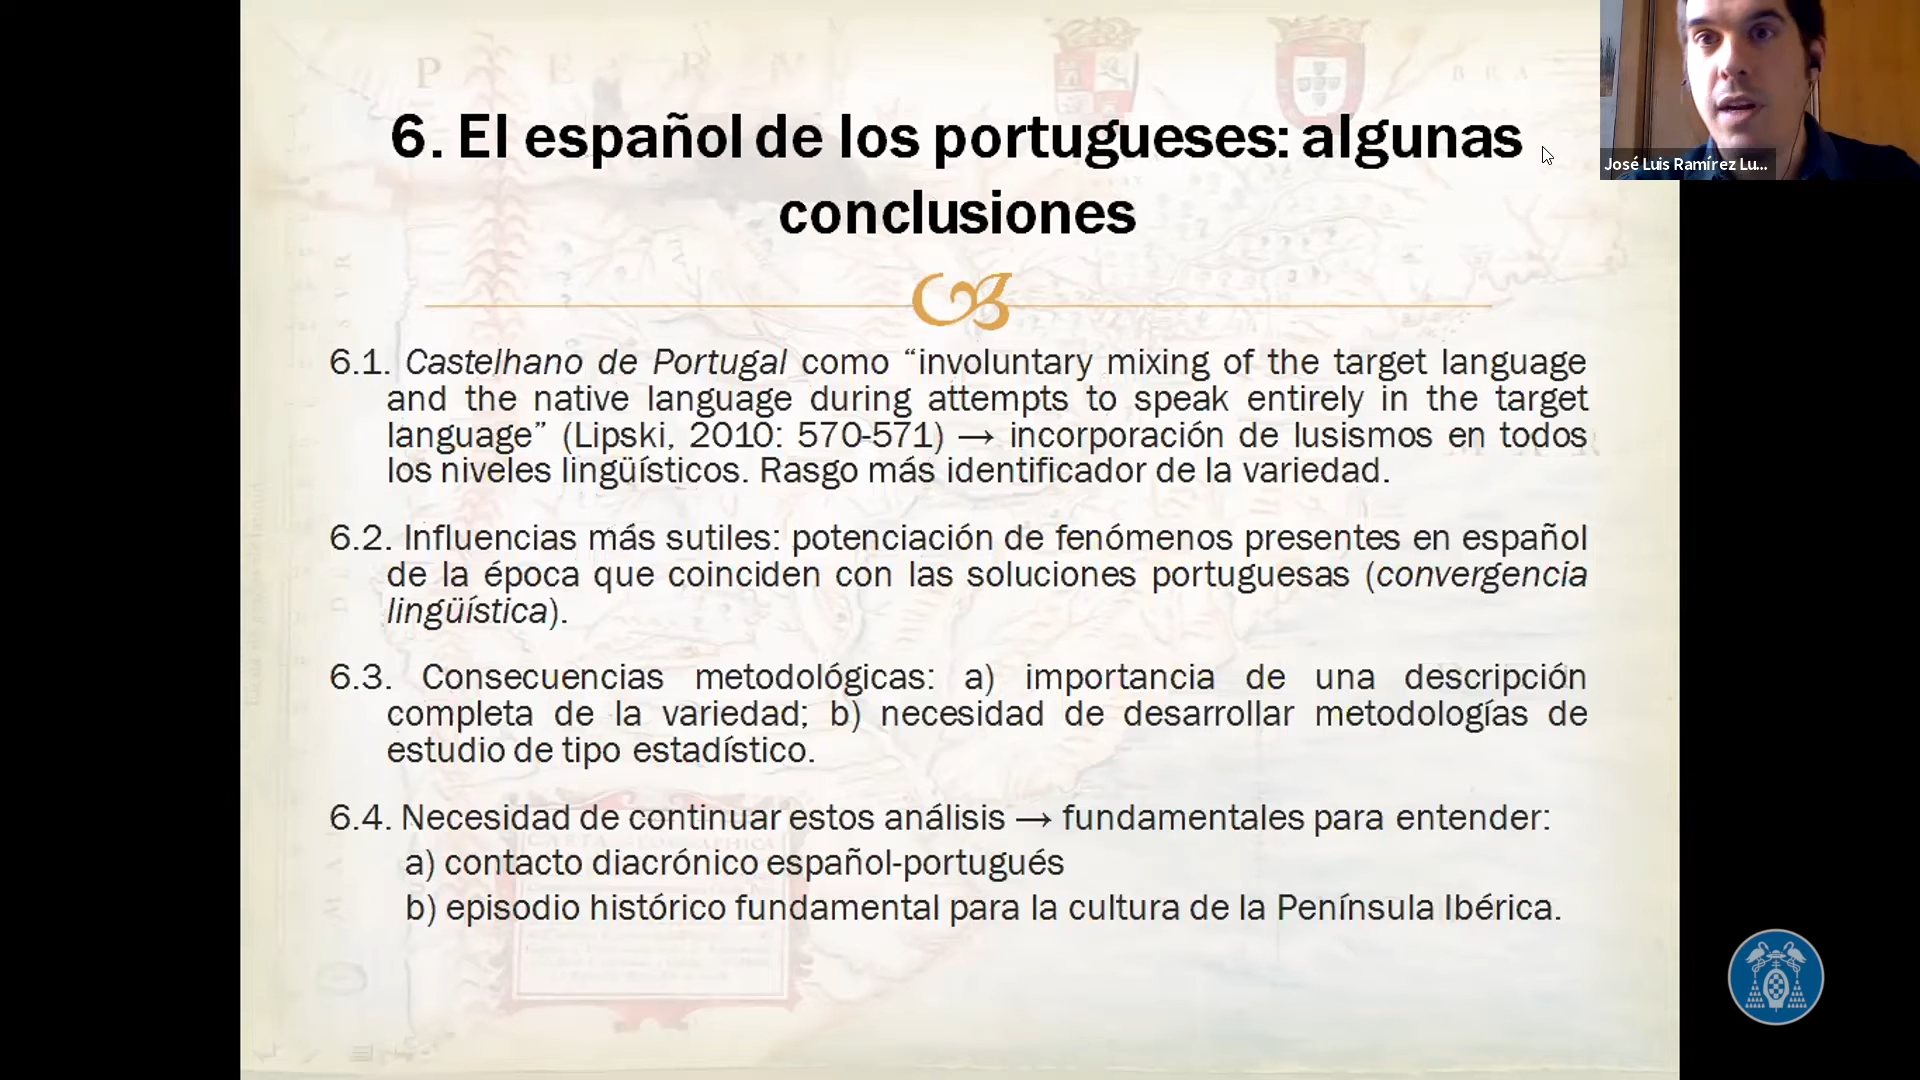 P E R V
B R A
6. El español de los portugueses: algunas
conclusiones
José Luis Ramírez Lu...
6.1. Castelhano de Portugal como “involuntary mixing of the target language
and the native language during attempts to speak entirely in the target
language” (Lipski, 2010: 570-571) → incorporación de lusismos en todos
los niveles lingüísticos. Rasgo más identificador de la variedad.
6.2. Influencias más sutiles: potenciación de fenómenos presentes en español
de la época que coinciden con las soluciones portuguesas (convergencia
lingüística).
6.3. Consecuencias metodológicas: a) importancia de una descripción
completa de la variedad; b) necesidad de desarrollar metodologías de
estudio de tipo estadístico.
6.4. Necesidad de continuar estos análisis → fundamentales para entender:
a) contacto diacrónico español-portugués
b) episodio histórico fundamental para la cultura de la Península Ibérica.